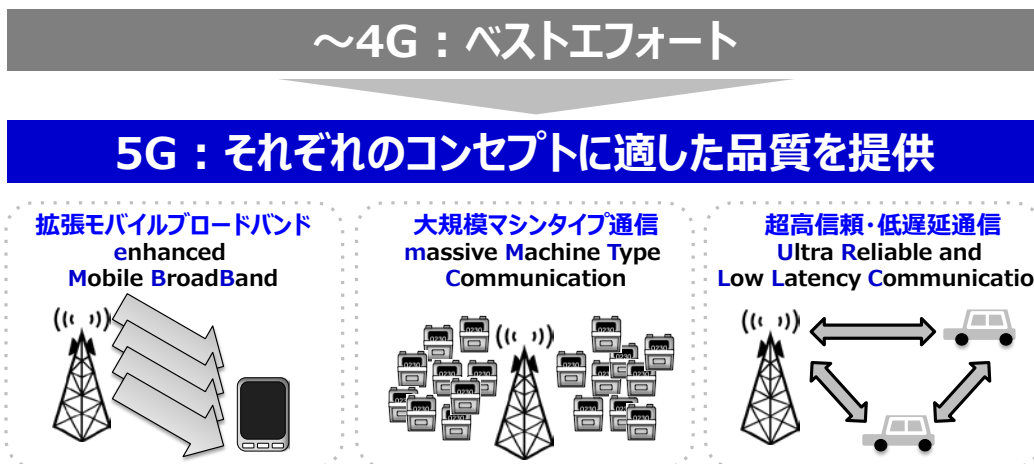 ～4G：ベストエフォート
5G：それぞれのコンセプトに適した品質を提供
拡張モバイルブロードバンド
enhanced
Mobile BroadBand
大規模マシンタイプ通信
massive Machine Type
Communication
超高信頼・低遅延通信
Ultra Reliable and
Low Latency Communicatio